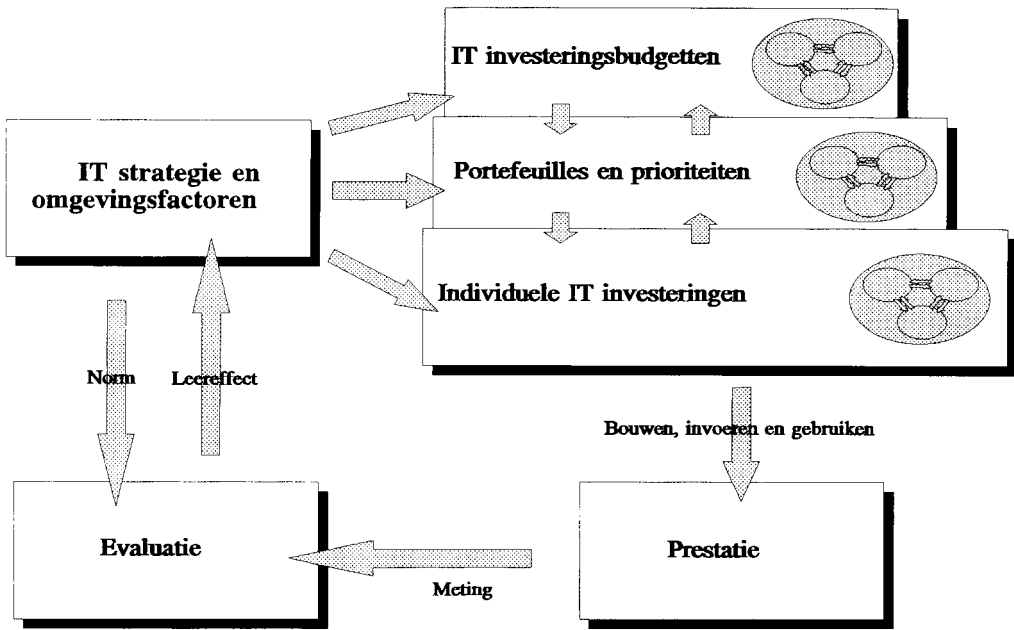 IT investeringsbudgetten
IT strategie en
omgevingsfactoren
Portefeuilles en prioriteiten
Individuele IT investeringen
Norm
Leereffect
Bouwen, invoeren en gebruiken
Evaluatie
Prestatie
Meting